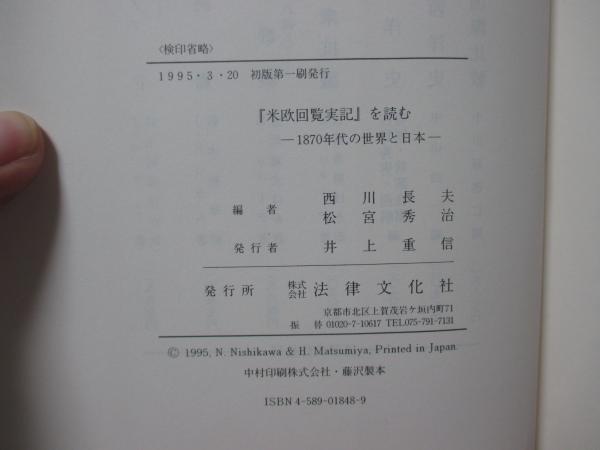 〈検印省略〉
1995・3・20 初版第一刷発行
『米欧回覧実記』を読む
―1870年代の世界と日本―
編者 西川長夫
松宮秀治
発行者 井上重信
発行所 株式会社 法律文化社
京都市北区上賀茂岩ケ垣内町71
振替 01020-7-10617 TEL.075-791-7131
© 1995, N. Nishikawa & H. Matsumiya, Printed in Japan.
中村印刷株式会社・藤沢製本
ISBN4-589-01848-9